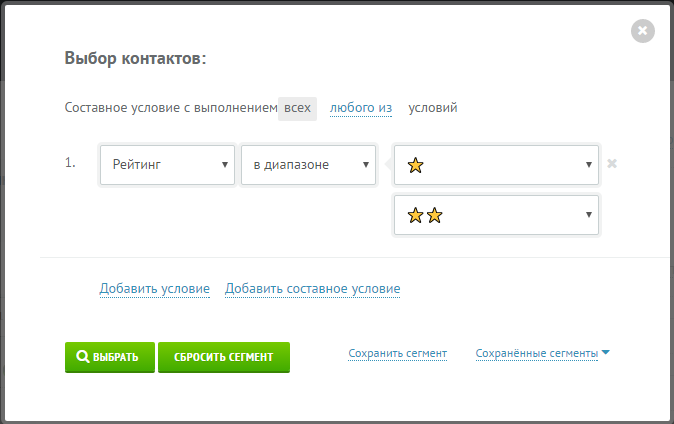 Выбор контактов:
Составное условие с выполнением всех любого из условий
1. Рейтинг в диапазоне
Добавить условие Добавить составное условие
ВЫБРАТЬ СБРОСИТЬ СЕГМЕНТ Сохранить сегмент Сохранённые сегменты